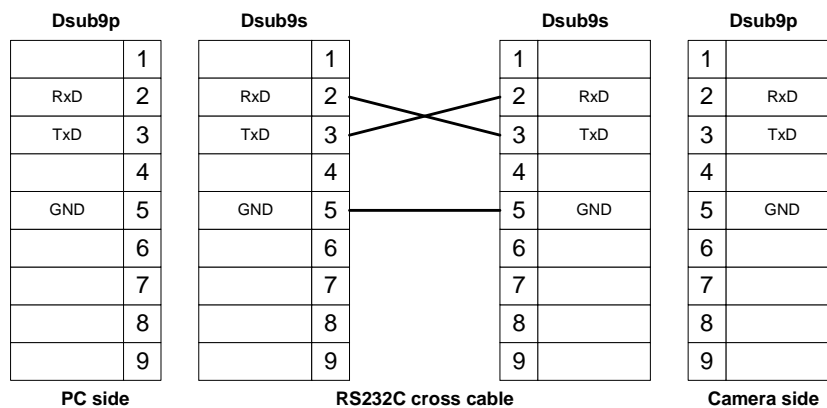 Dsub9p Dsub9s Dsub9s Dsub9p
1 1 1 1
RxD 2 RxD 2 2 RxD 2 RxD
TxD 3 TxD 3 3 TxD 3 TxD
4 4 4 4
GND 5 GND 5 5 GND 5 GND
6 6 6 6
7 7 7 7
8 8 8 8
9 9 9 9
PC side RS232C cross cable Camera side